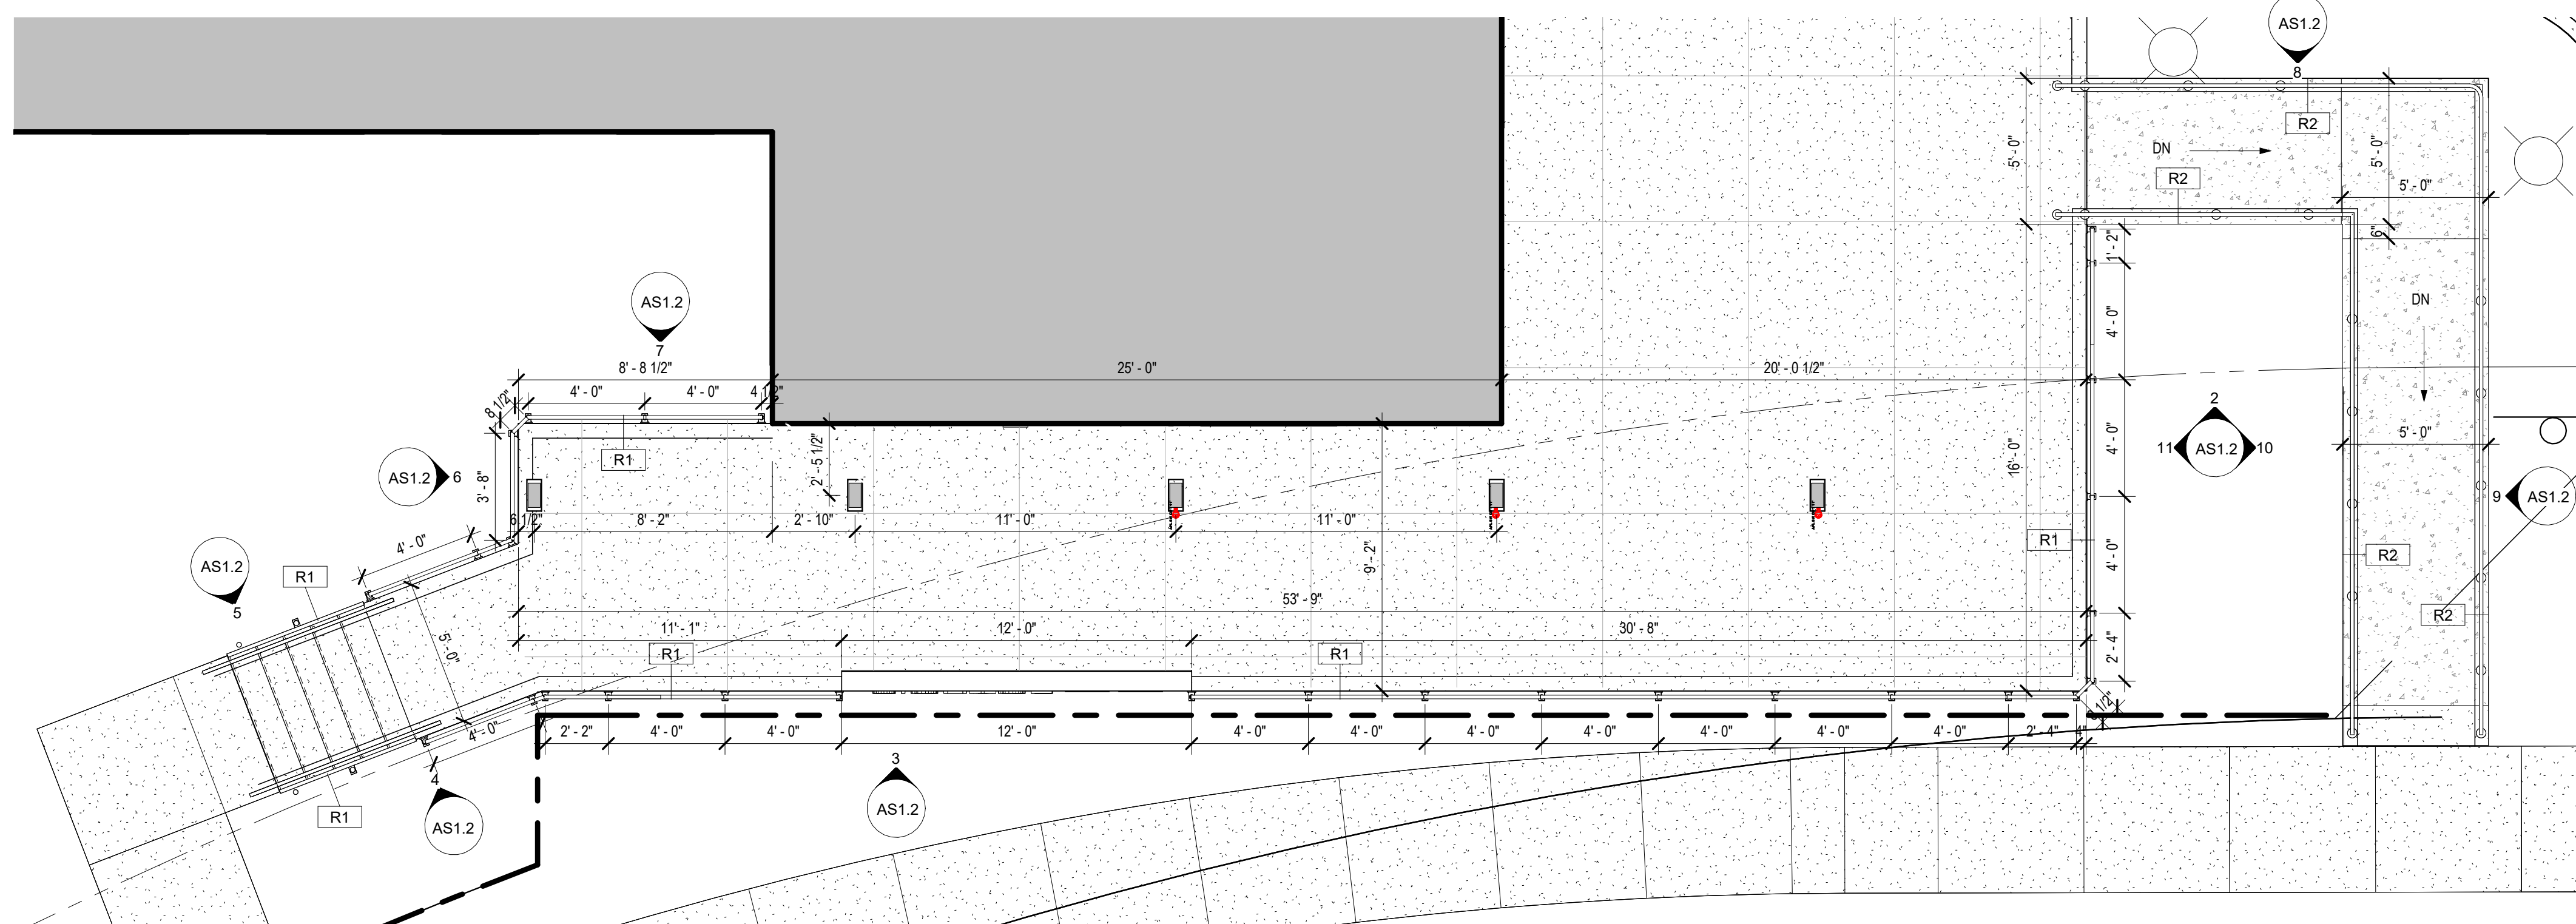 AS1.2
8
R2
DN
R2
5' - 0"
5' - 0"
5' - 0"
6"
1' - 2"
AS1.2
7
8' - 8 1/2"
25' - 0"
20' - 0 1/2"
4' - 0"
4' - 0"
4 1/2"
8 1/2"
DN
4' - 0"
2
11
AS1.2
10
5' - 0"
4' - 0"
16' - 0"
R1
2' - 5 1/2"
AS1.2
6
3' - 8"
6 1/2"
8' - 2"
2' - 10"
11' - 0"
11' - 0"
9' - 2"
R1
4' - 0"
9
AS1.2
R2
R2
4' - 0"
AS1.2
5
R1
5' - 0"
53' - 9"
11' - 1"
12' - 0"
30' - 8"
R1
R1
2' - 4"
8 1/2"
4' - 0"
2' - 2"
4' - 0"
4' - 0"
12' - 0"
4' - 0"
4' - 0"
4' - 0"
4' - 0"
4' - 0"
4' - 0"
4' - 0"
2' - 4"
4"
4
AS1.2
R1
3
AS1.2